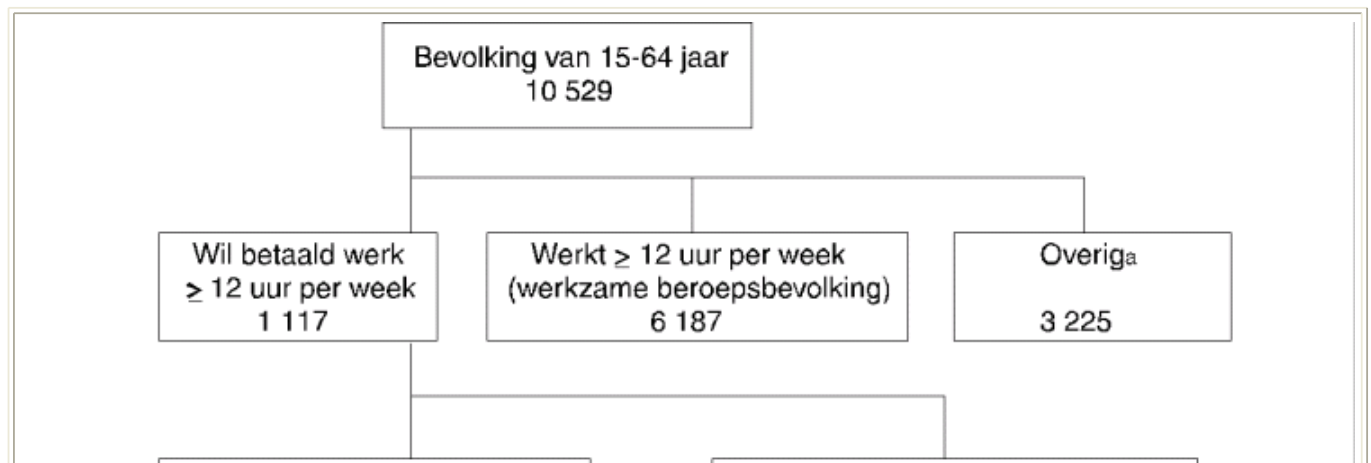 Bevolking van 15-64 jaar
10 529
Wil betaald werk
≥ 12 uur per week
1 117
Werkt ≥ 12 uur per week
(werkzame beroepsbevolking)
6 187
Overiga
3 225